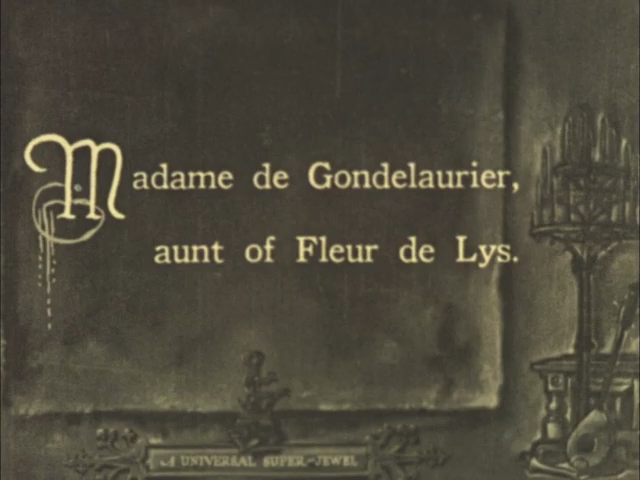 Madame de Gondelaurier,
aunt of Fleur de Lys.
A UNIVERSAL SUPER-JEWEL